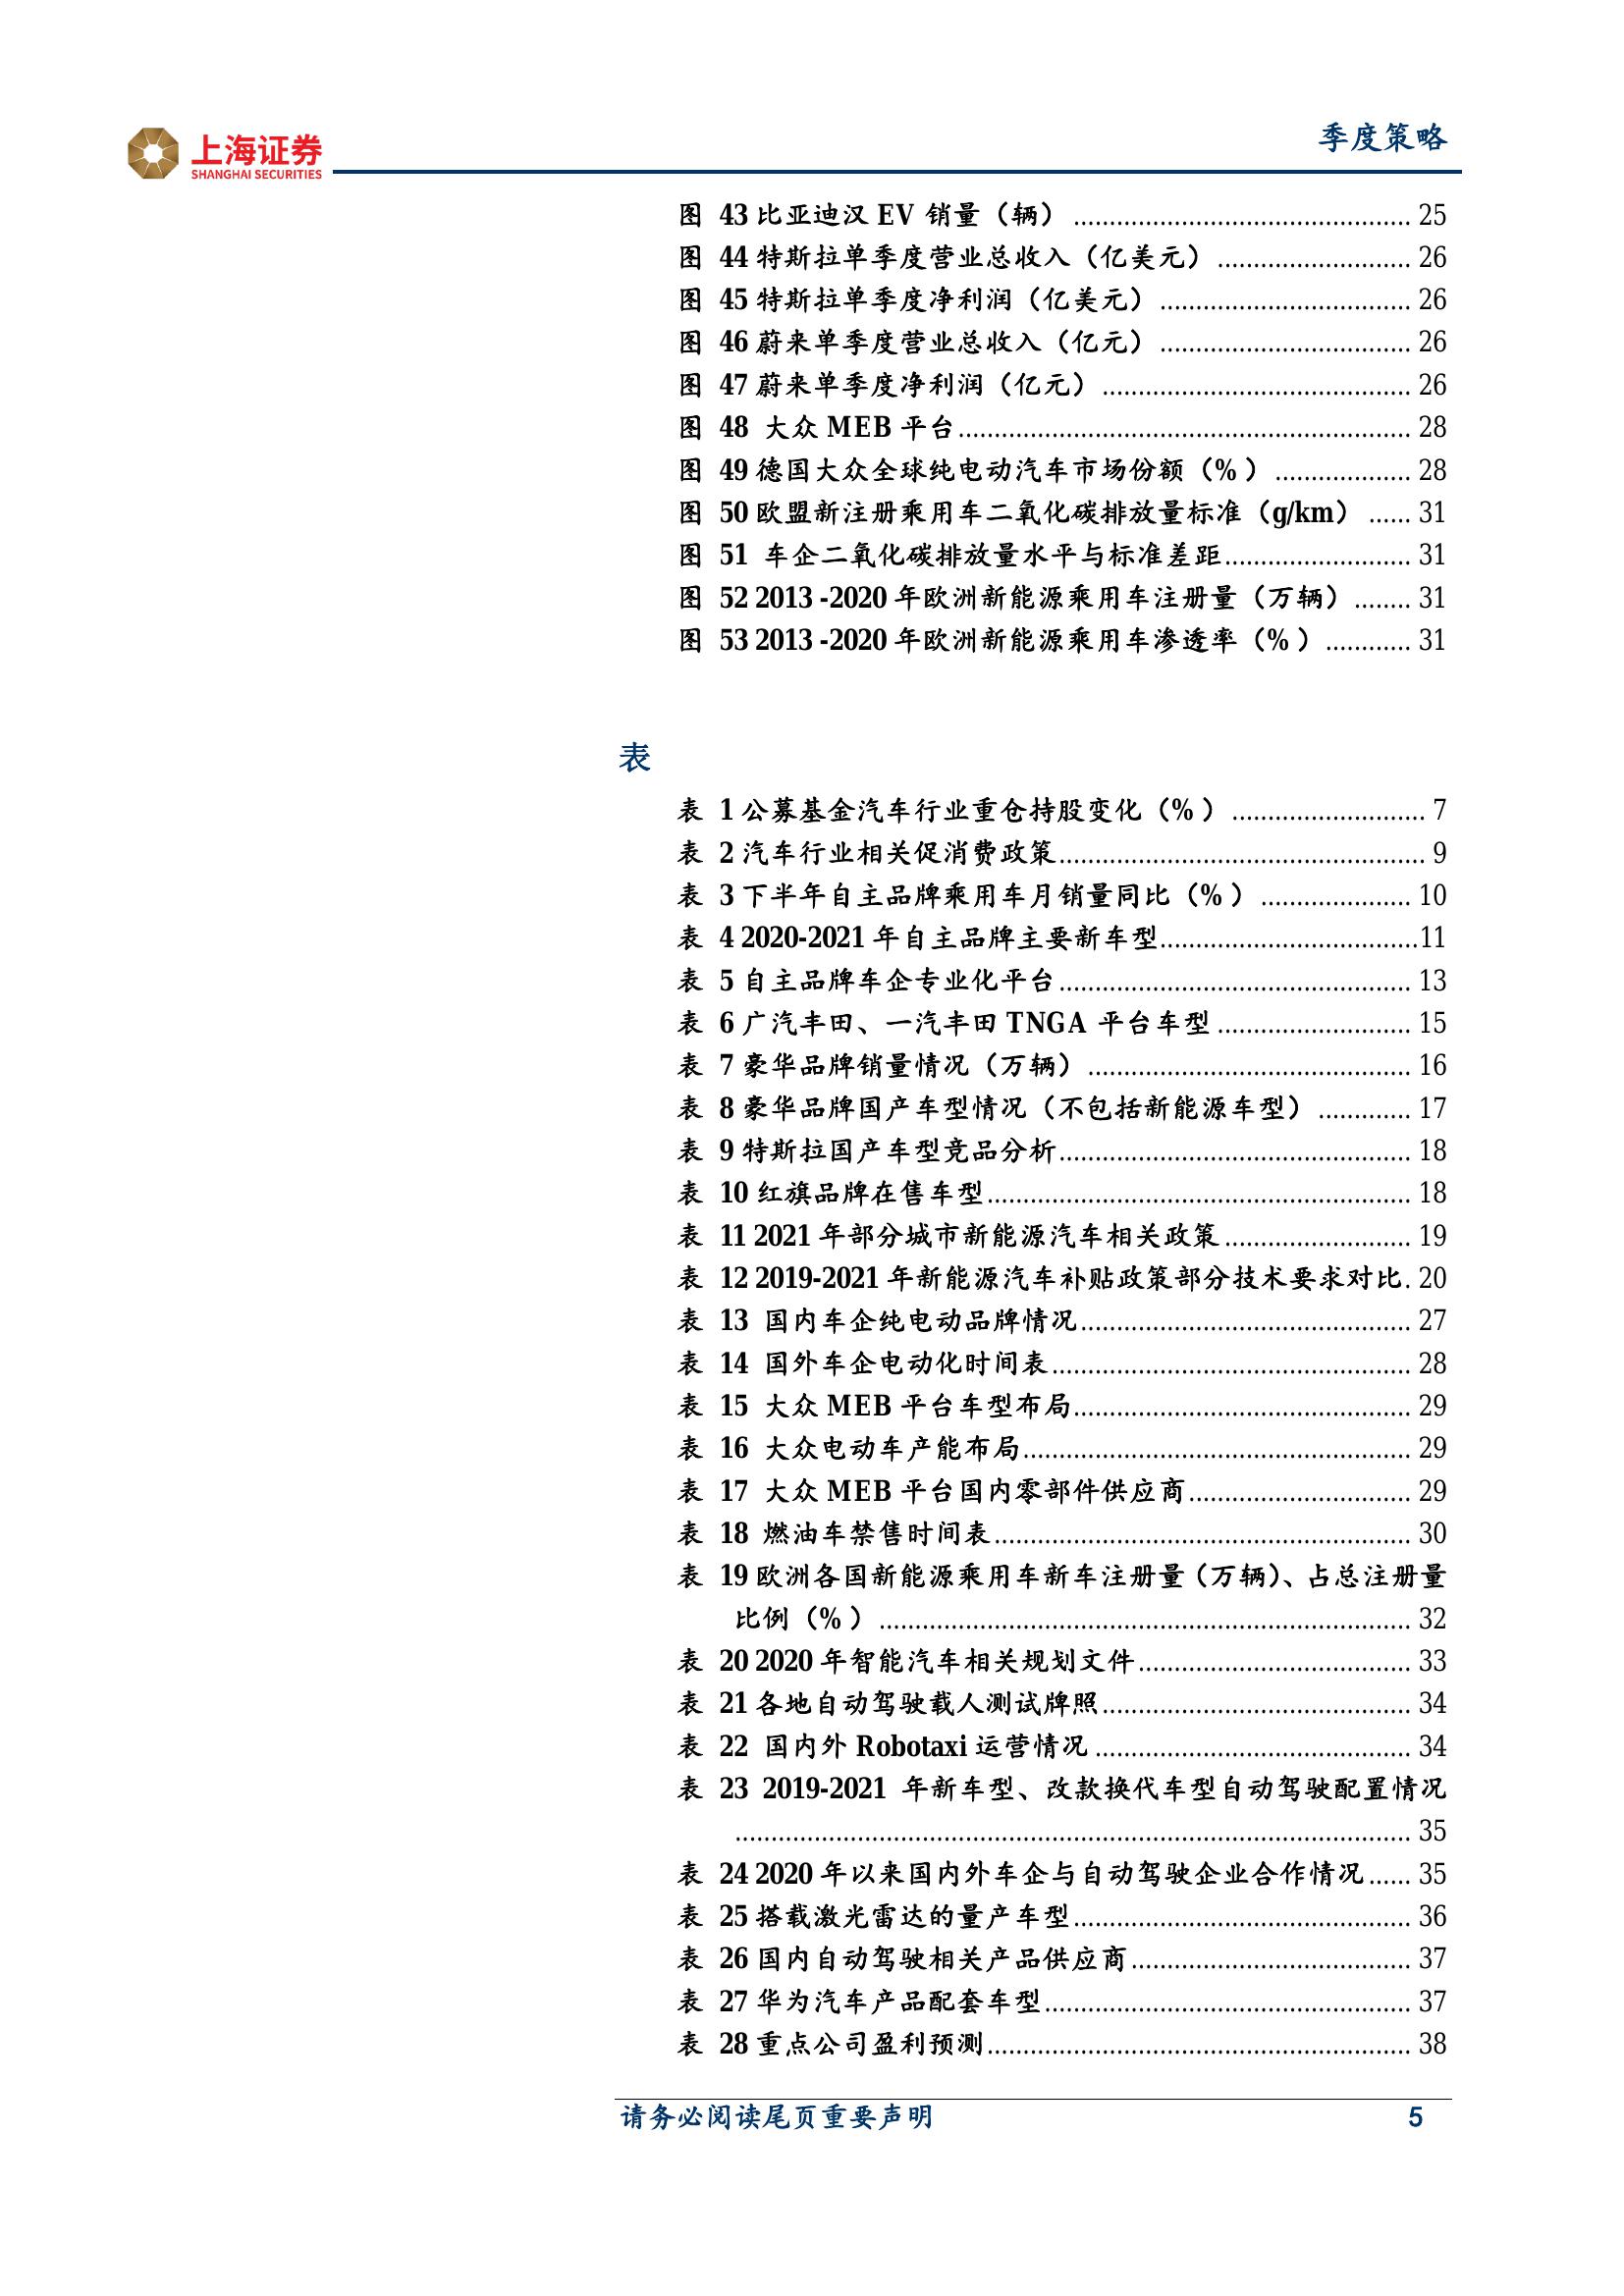 上海证券
SHANGHAI SECURITIES
季度策略
图 43 比亚迪汉 EV 销量（辆） ............................................... 25
图 44 特斯拉单季度营业总收入（亿美元） ........................... 26
图 45 特斯拉单季度净利润（亿美元） ................................... 26
图 46 蔚来单季度营业总收入（亿元） ................................... 26
图 47 蔚来单季度净利润（亿元） ........................................... 26
图 48 大众 MEB 平台............................................................... 28
图 49 德国大众全球纯电动汽车市场份额（%） ................... 28
图 50 欧盟新注册乘用车二氧化碳排放量标准（g/km） ...... 31
图 51 车企二氧化碳排放量水平与标准差距.......................... 31
图 52 2013 -2020 年欧洲新能源乘用车注册量（万辆）........ 31
图 53 2013 -2020 年欧洲新能源乘用车渗透率（%）............ 31
表
表 1 公募基金汽车行业重仓持股变化（%） ........................... 7
表 2 汽车行业相关促消费政策................................................... 9
表 3 下半年自主品牌乘用车月销量同比（%） ..................... 10
表 4 2020-2021 年自主品牌主要新车型....................................11
表 5 自主品牌车企专业化平台................................................. 13
表 6 广汽丰田、一汽丰田 TNGA 平台车型........................... 15
表 7 豪华品牌销量情况（万辆） ............................................. 16
表 8 豪华品牌国产车型情况（不包括新能源车型） ............. 17
表 9 特斯拉国产车型竞品分析................................................. 18
表 10 红旗品牌在售车型........................................................... 18
表 11 2021 年部分城市新能源汽车相关政策.......................... 19
表 12 2019-2021 年新能源汽车补贴政策部分技术要求对比. 20
表 13 国内车企纯电动品牌情况.............................................. 27
表 14 国外车企电动化时间表.................................................. 28
表 15 大众 MEB 平台车型布局............................................... 29
表 16 大众电动车产能布局...................................................... 29
表 17 大众 MEB 平台国内零部件供应商............................... 29
表 18 燃油车禁售时间表.......................................................... 30
表 19 欧洲各国新能源乘用车新车注册量（万辆）、占总注册量
比例（%） .......................................................................... 32
表 20 2020 年智能汽车相关规划文件...................................... 33
表 21 各地自动驾驶载人测试牌照........................................... 34
表 22 国内外 Robotaxi 运营情况............................................ 34
表 23 2019-2021 年新车型、改款换代车型自动驾驶配置情况
.............................................................................................. 35
表 24 2020 年以来国内外车企与自动驾驶企业合作情况...... 35
表 25 搭载激光雷达的量产车型............................................... 36
表 26 国内自动驾驶相关产品供应商....................................... 37
表 27 华为汽车产品配套车型................................................... 37
表 28 重点公司盈利预测........................................................... 38
请务必阅读尾页重要声明 5